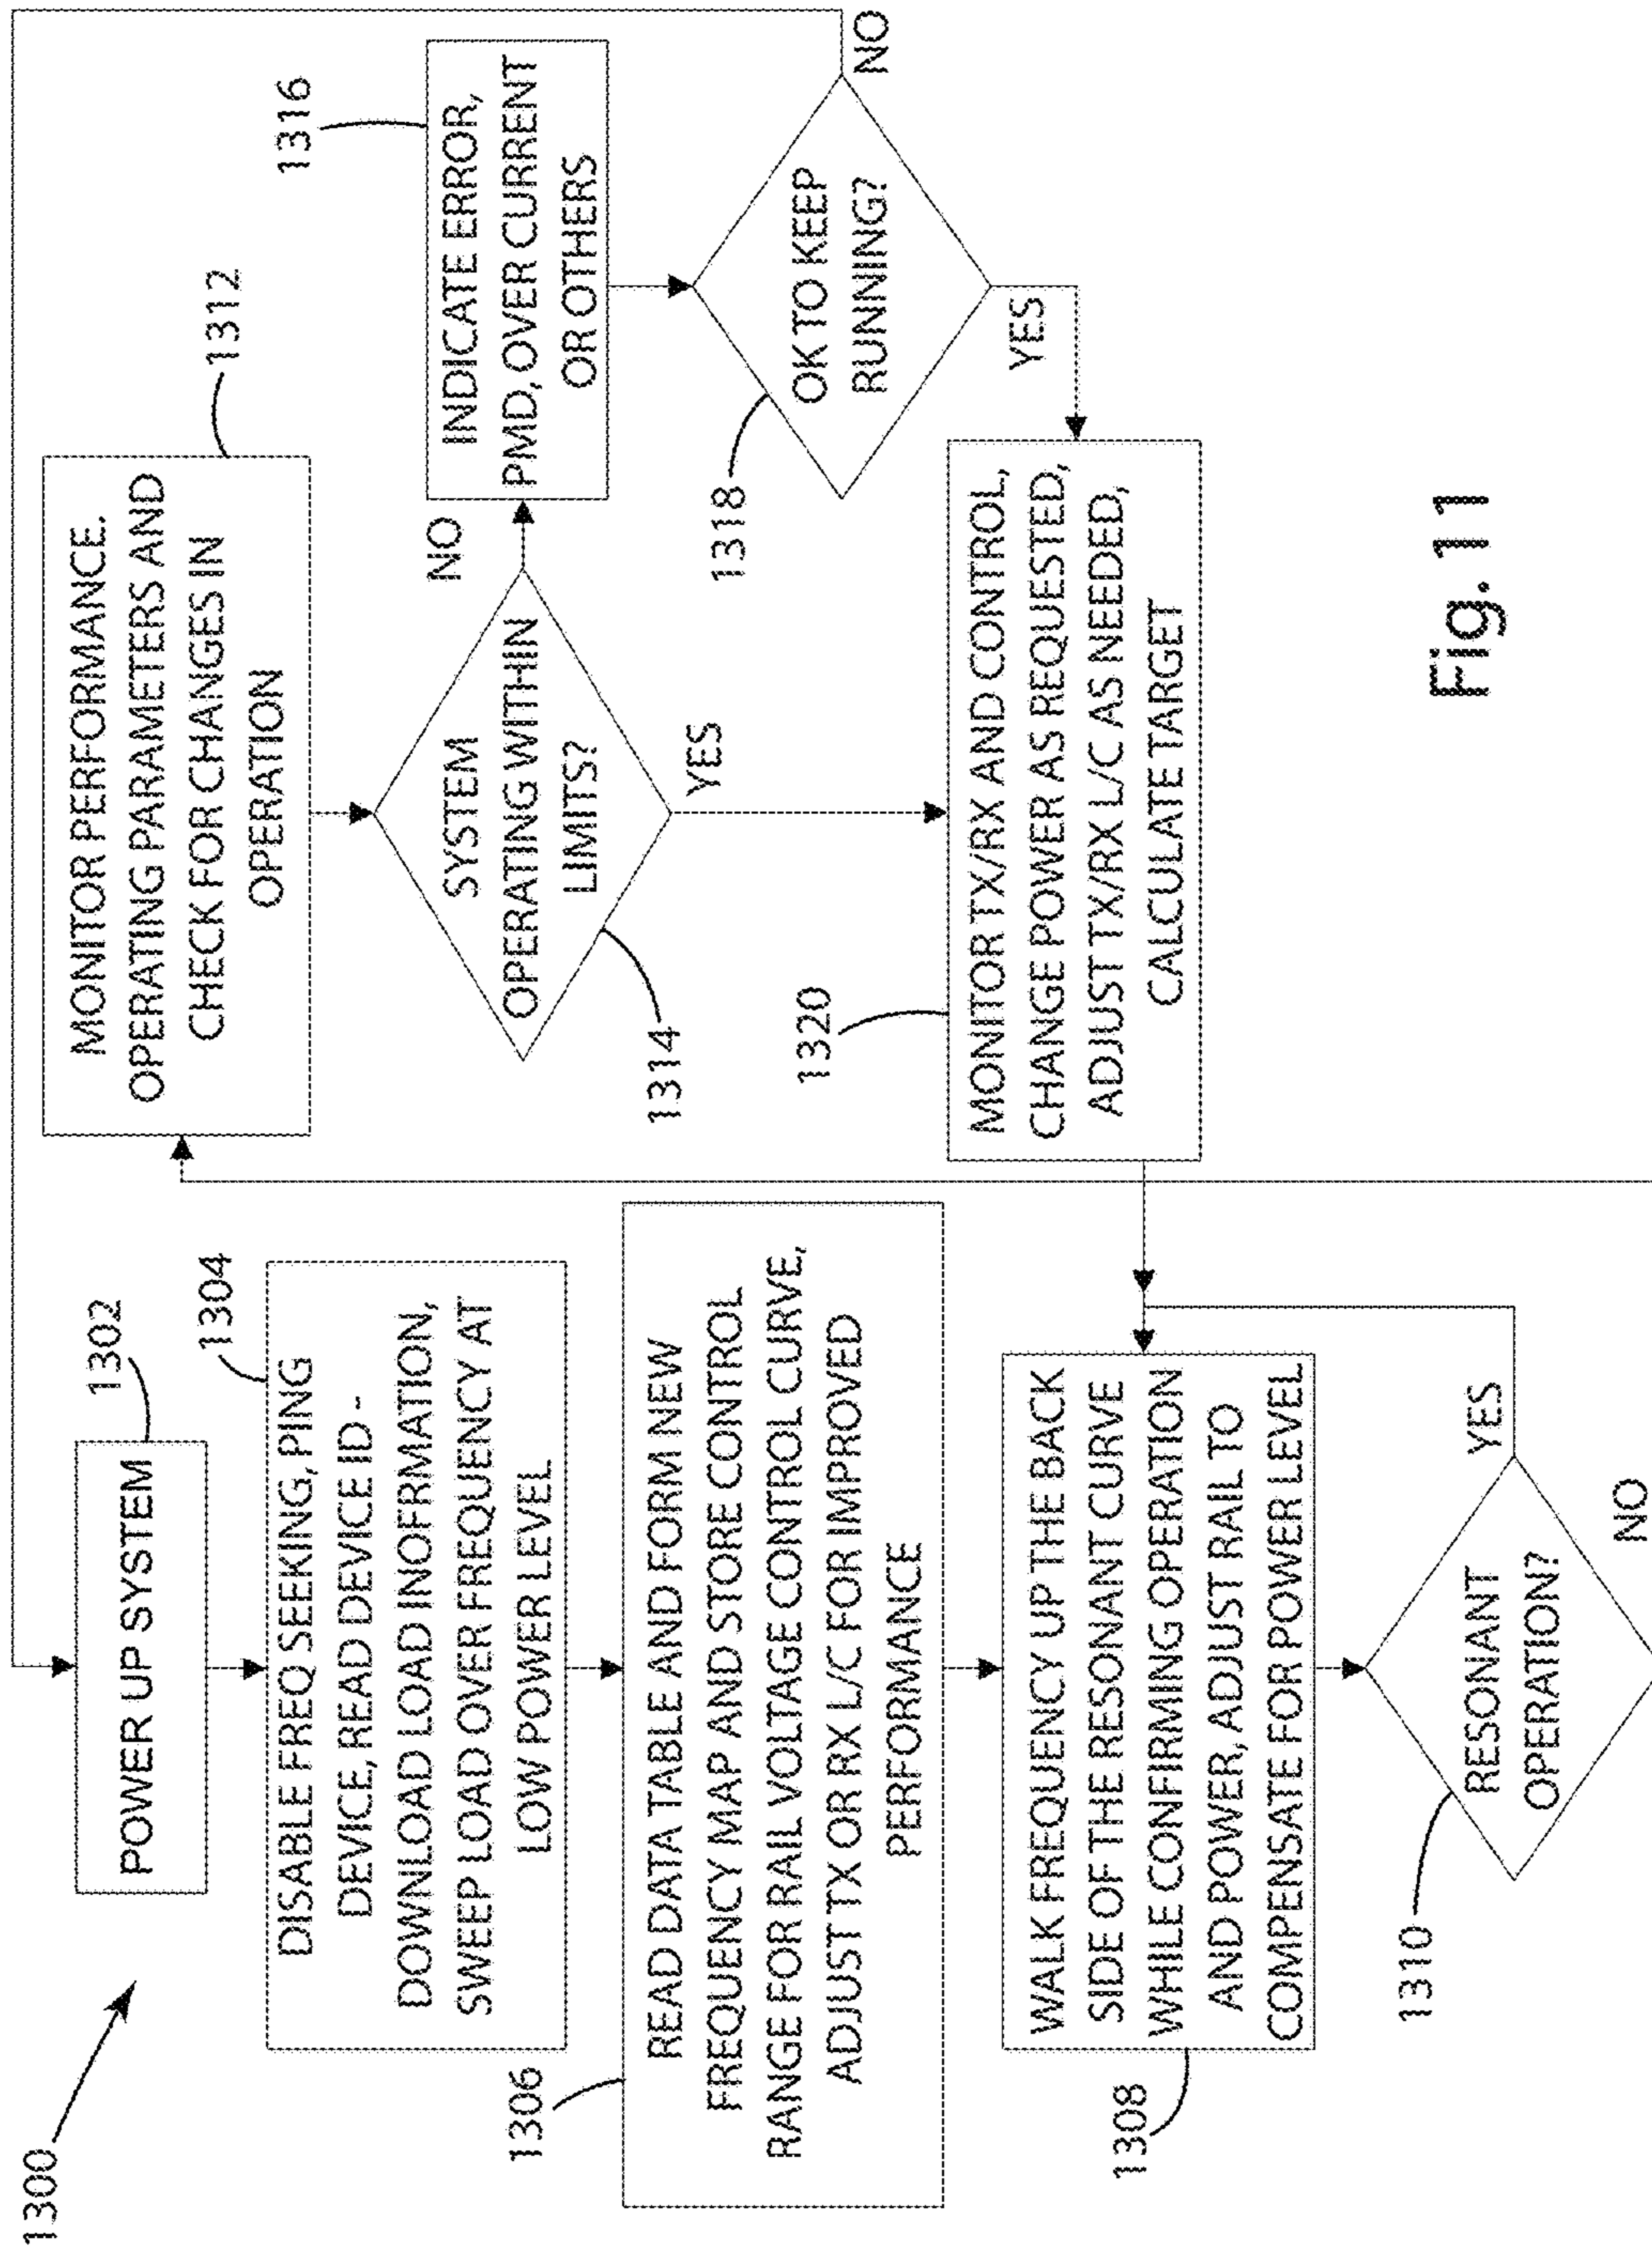 1300
POWER UP SYSTEM
1302
DISABLE FREQ SEEKING, PING
DEVICE, READ DEVICE ID -
DOWNLOAD LOAD INOFRMATION,
SWEEP LOAD OVER FREQUENCY AT
LOW POWER LEVEL
1304
READ DATA TABLE AND FORM NEW
FREQUENCY MAP AND STORE CONTROL
RANGE FOR RAIL VOLTAGE CONTROL CURVE,
ADJUST TX OR RX L/C FOR IMPROVED
PERFORMANCE
1306
WALK FREQUENCY UP THE BACK
SIDE OF THE RESONANT CURVE
WHILE CONFIRMING OPERATION
AND POWER, ADJUST RAIL TO
COMPENSATE FOR POWER LEVEL
1308
RESONANT
OPERATION?
1310
YES
NO
MONITOR PERFORMANCE.
OPERATING PARAMETERS AND
CHECK FOR CHANGES IN
OPERATION
1312
SYSTEM
OPERATING WITHIN
LIMITS?
1314
NO
YES
INDICATE ERROR,
PMD, OVER CURRENT
OR OTHERS
1316
OK TO KEEP
RUNNING?
1318
NO
YES
MONITOR TX/RX AND CONTROL,
CHANGE POWER AS REQUESTED,
ADJUST TX/RX L/C AS NEEDED,
CALCULATE TARGET
1320
Fig. 11